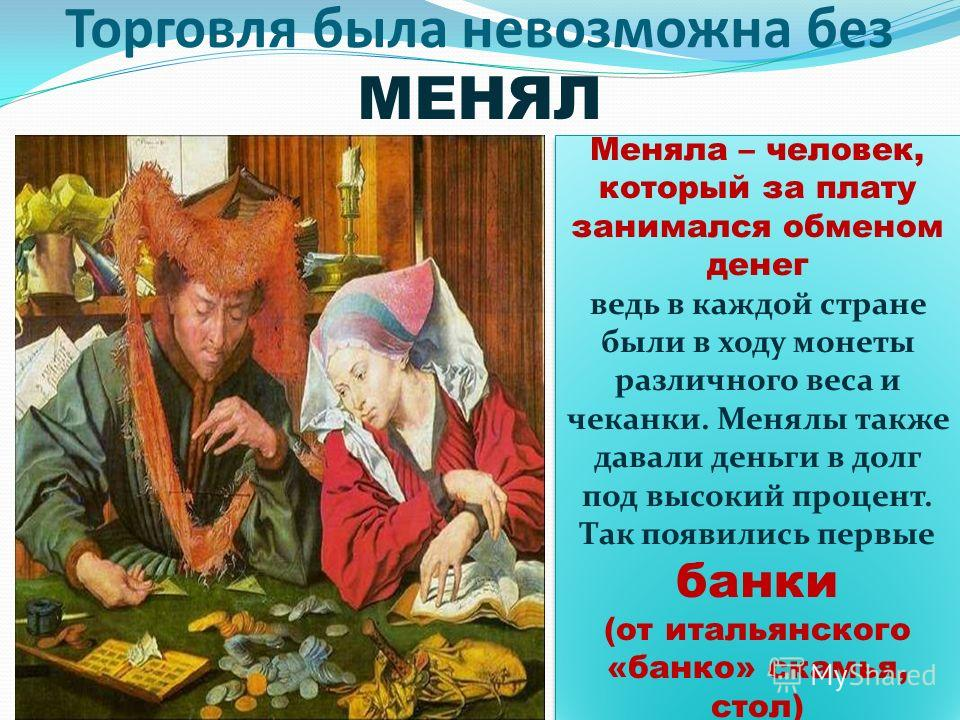 Торговля была невозможна без
МЕНЯЛ
Меняла – человек,
который за плату
занимался обменом
денег
ведь в каждой стране
были в ходу монеты
различного веса и
чеканки. Менялы также
давали деньги в долг
под высокий процент.
Так появились первые
банки
(от итальянского
«банко» скамья,
стол)
MyShared